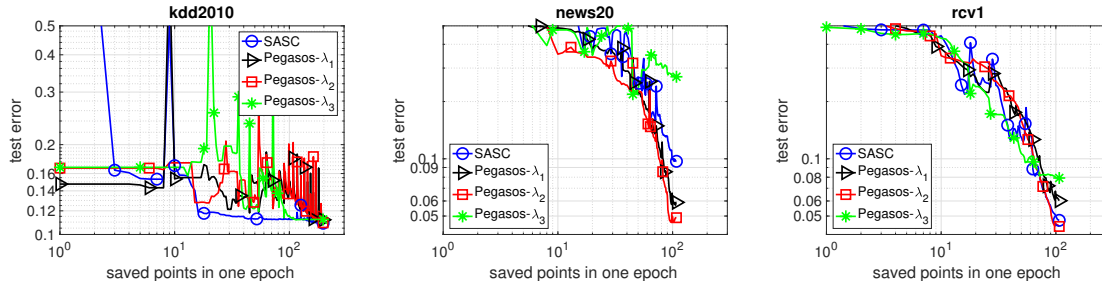 kdd2010
0.5
0.4
0.3
0.2
0.16
0.14
0.12
0.1
test error
10^0
10^1
10^2
saved points in one epoch
SASC
Pegasos-λ1
Pegasos-λ2
Pegasos-λ3
news20
0.1
0.06
0.05
test error
10^0
10^1
10^2
saved points in one epoch
SASC
Pegasos-λ1
Pegasos-λ2
Pegasos-λ3
rcv1
0.1
0.08
0.06
0.05
test error
10^0
10^1
10^2
saved points in one epoch
SASC
Pegasos-λ1
Pegasos-λ2
Pegasos-λ3